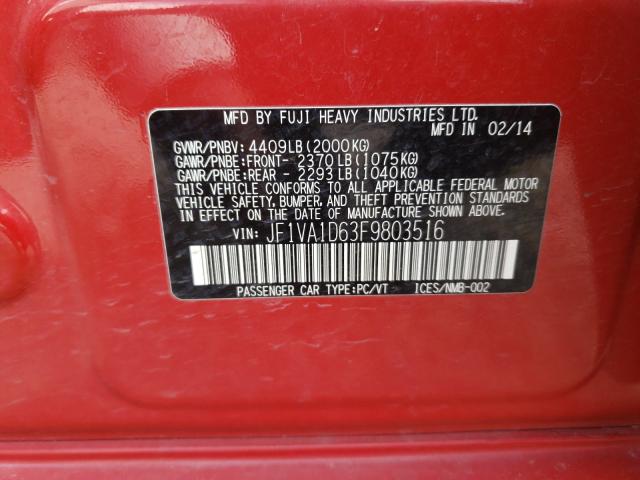 MFD BY FUJI HEAVY INDUSTRIES LTD.
MFD IN 02/14
GVWR/PNBV: 4409LB(2000KG)
GAWR/PNBE:FRONT- 2370LB(1075KG)
GAWR/PNBE:REAR - 2293LB(1040KG)
THIS VEHICLE CONFORMS TO ALL APPLICABLE FEDERAL MOTOR
VEHICLE SAFETY, BUMPER, AND THEFT PREVENTION STANDARDS
IN EFFECT ON THE DATE OF MANUFACTURE SHOWN ABOVE.
VIN: JF1VA1D63F9803516
PASSENGER CAR TYPE:PC/VT ICES/NMB-002